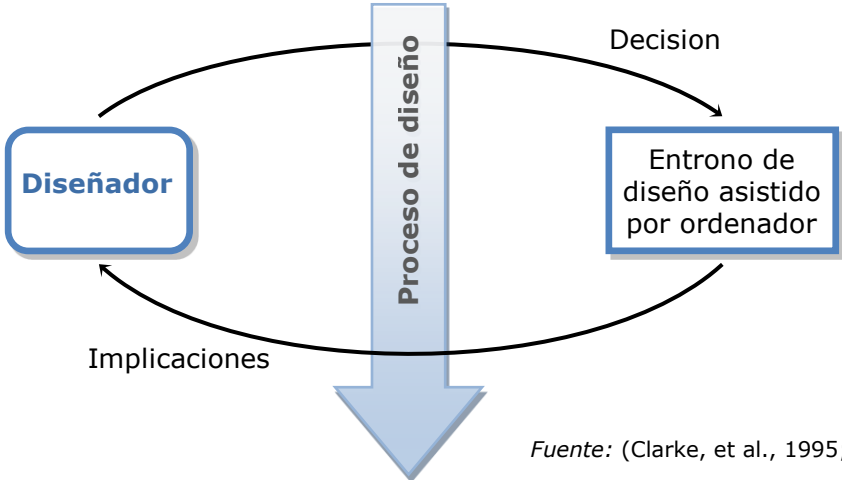 Decision
Proceso de diseño
Diseñador
Entrono de
diseño asistido
por ordenador
Implicaciones
Fuente: (Clarke, et al., 1995;